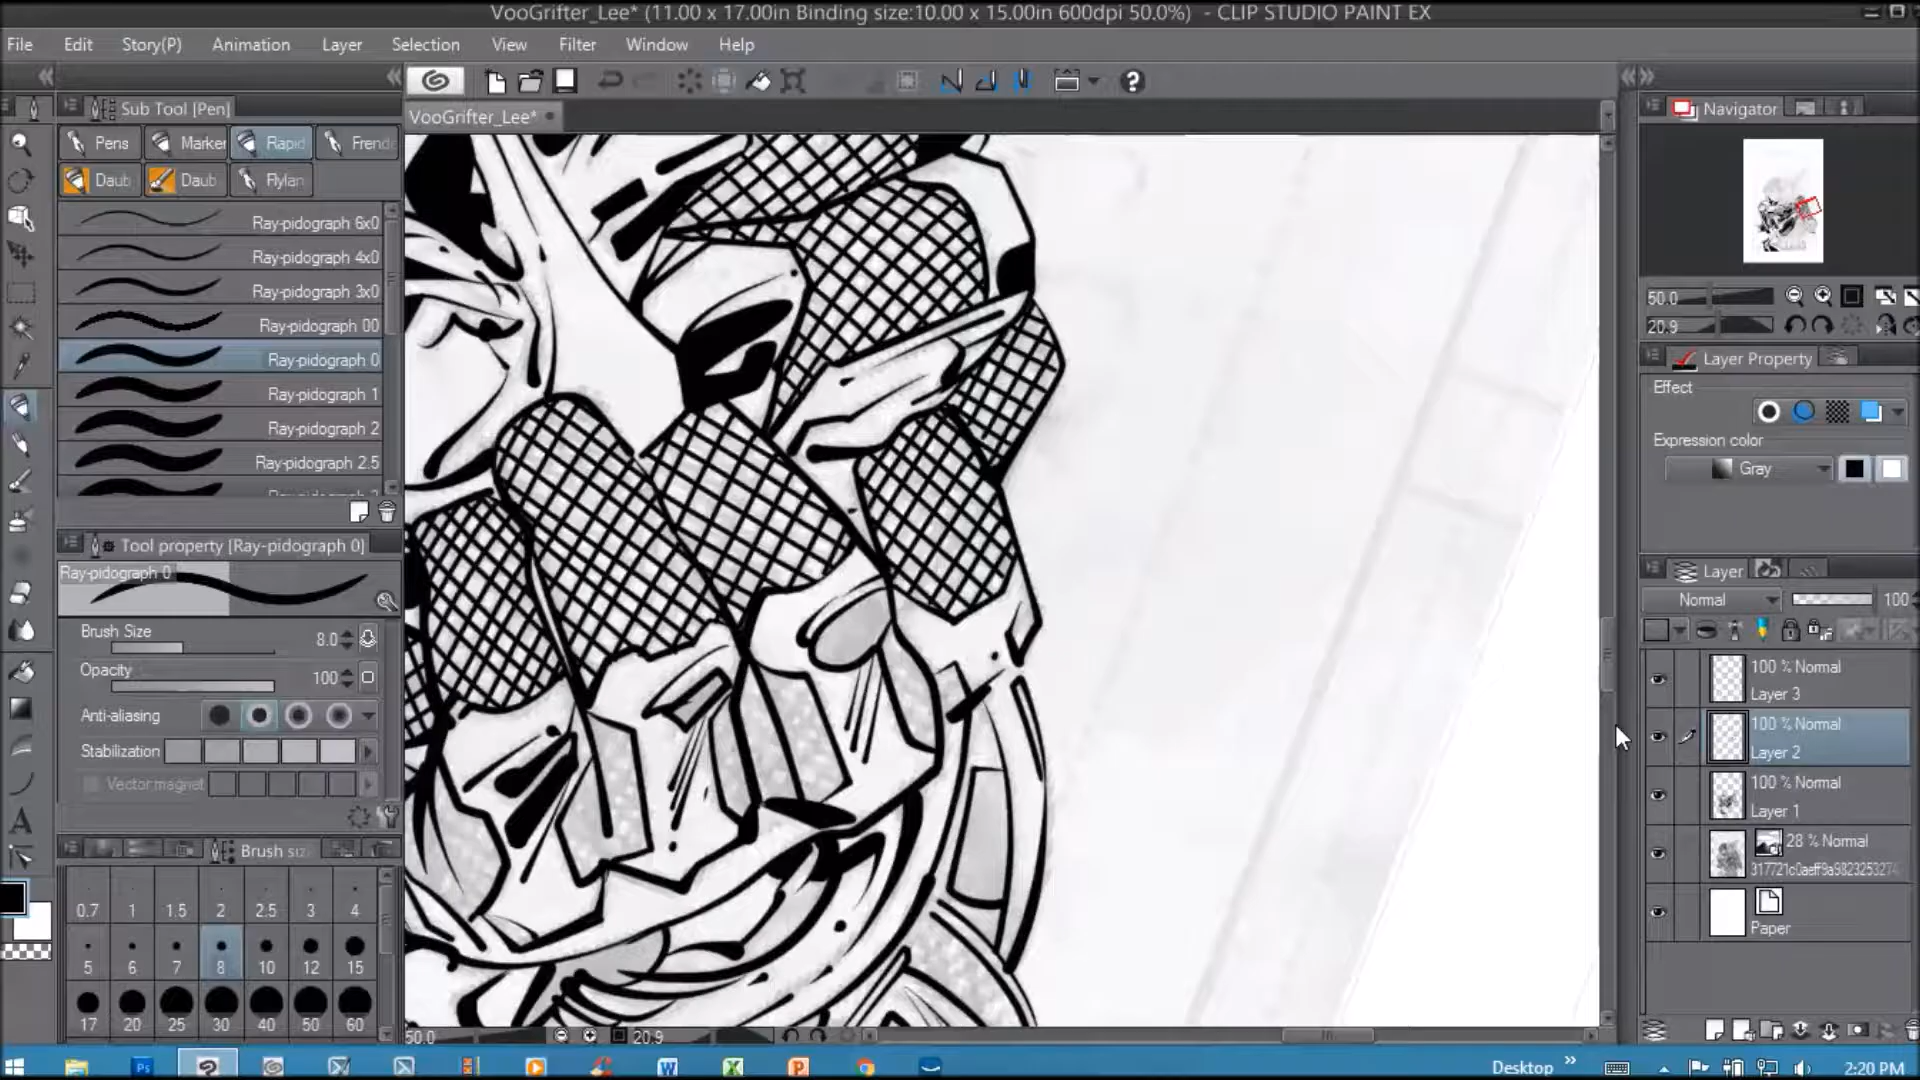 VooGrifter_Lee* (11.00 x 17.00in Binding size:10.00 x 15.00in 600dpi 50.0%)  - CLIP STUDIO PAINT EX
File Edit Story(P) Animation Layer Selection View Filter Window Help
Sub Tool [Pen]
VooGrifter_Lee*
Navigator
Pens Marker Rapid Frend
Daub Daub Flylan
Ray-pidograph 6x0
Ray-pidograph 4x0
Ray-pidograph 3x0
Ray-pidograph 00
Ray-pidograph 0
Ray-pidograph 1
Ray-pidograph 2
Ray-pidograph 2.5
50.0
20.9
Layer Property
Effect
Expression color
Gray
Tool property [Ray-pidograph 0]
Ray-pidograph 0
Brush Size 8.0
Opacity 100
Anti-aliasing
Stabilization
Vector magnet
Layer
Normal 100
100 % Normal
Layer 3
100 % Normal
Layer 2
100 % Normal
Layer 1
28 % Normal
Paper
Brush siz
0.7 1 1.5 2 2.5 3 4
5 6 7 8 10 12 15
17 20 25 30 40 50 60
50.0 20.9
Ps W X P
Desktop » 2:20 PM